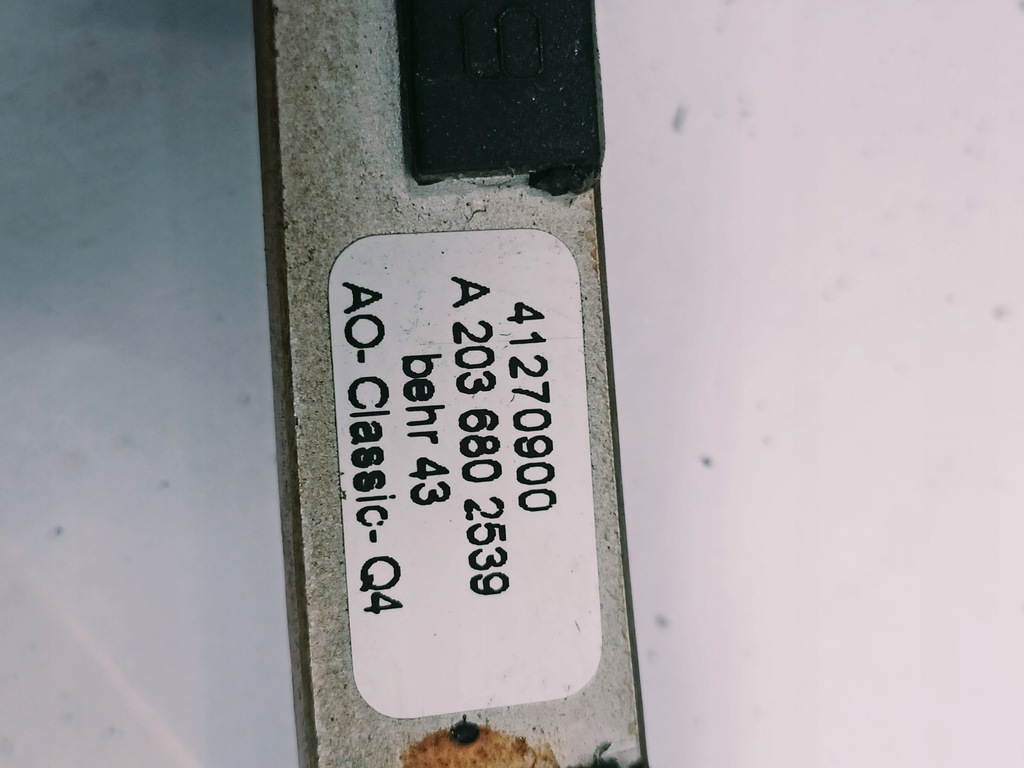 41270900
A 203 680 2539
behr 43
AO- Classic- Q4